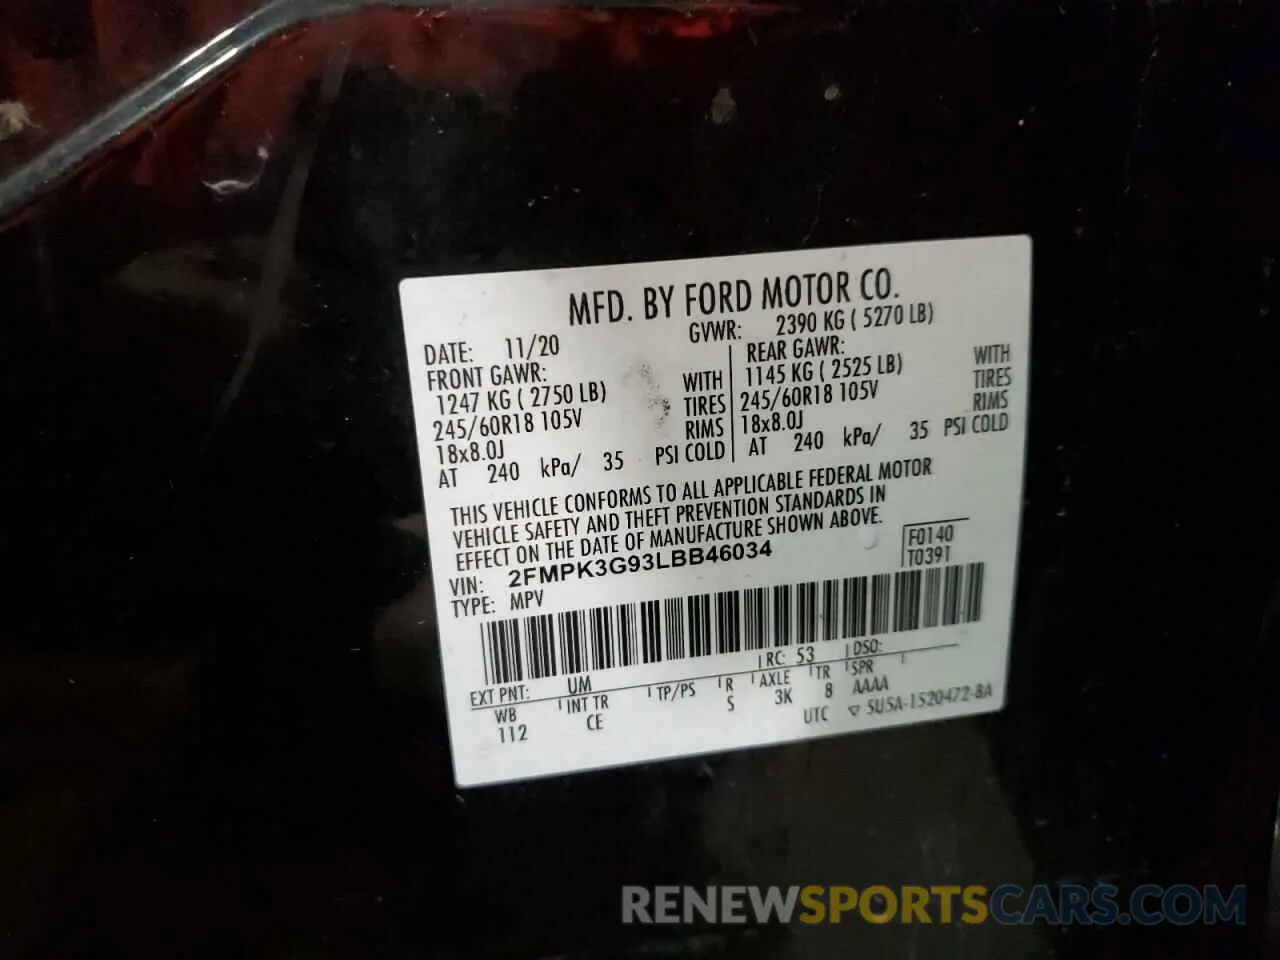 MFD. BY FORD MOTOR CO.
DATE: 11/20 GVWR: 2390 KG ( 5270 LB)
FRONT GAWR: REAR GAWR:
1247 KG ( 2750 LB) WITH 1145 KG ( 2525 LB) WITH
245/60R18 105V TIRES 245/60R18 105V TIRES
18x8.0J RIMS 18x8.0J RIMS
AT 240 kPa/ 35 PSI COLD AT 240 kPa/ 35 PSI COLD
THIS VEHICLE CONFORMS TO ALL APPLICABLE FEDERAL MOTOR
VEHICLE SAFETY AND THEFT PREVENTION STANDARDS IN
EFFECT ON THE DATE OF MANUFACTURE SHOWN ABOVE.
VIN: 2FMPK3G93LBB46034 F0140
TYPE: MPV T0391
EXT PNT: UM RC: 53 DSO:
WB INT TR TP/PS R AXLE TR SPR
112 CE S 3K 8 AAAA
UTC ▽ 5U5A-1520472-BA
RENEWSPORTSCARS.COM